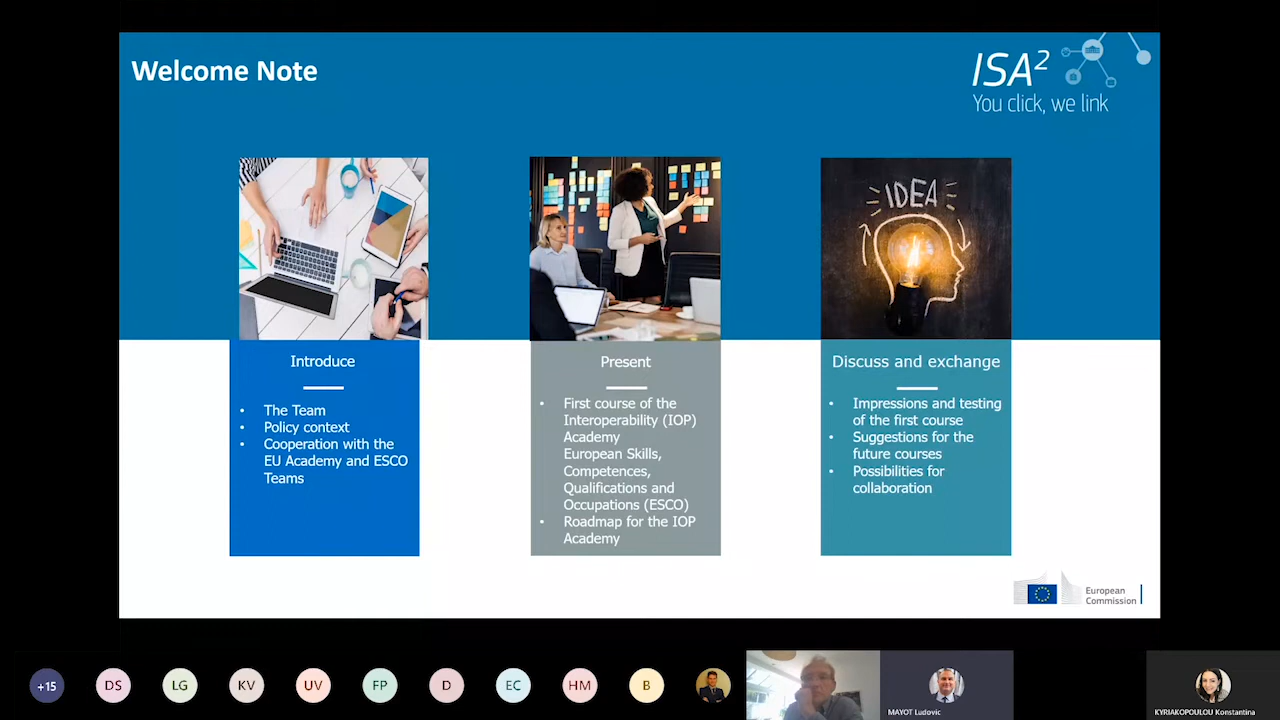 Welcome Note
ISA²
You click, we link
IDEA
Introduce
• The Team
• Policy context
• Cooperation with the
EU Academy and ESCO
Teams
Present
• First course of the
Interoperability (IOP)
Academy
European Skills,
Competences,
Qualifications and
Occupations (ESCO)
• Roadmap for the IOP
Academy
Discuss and exchange
• Impressions and testing
of the first course
• Suggestions for the
future courses
• Possibilities for
collaboration
European
Commission
+15
DS
LG
KV
UV
FP
D
EC
HM
B
MAYOT Ludovic
KYRIAKOPOULOU Konstantina